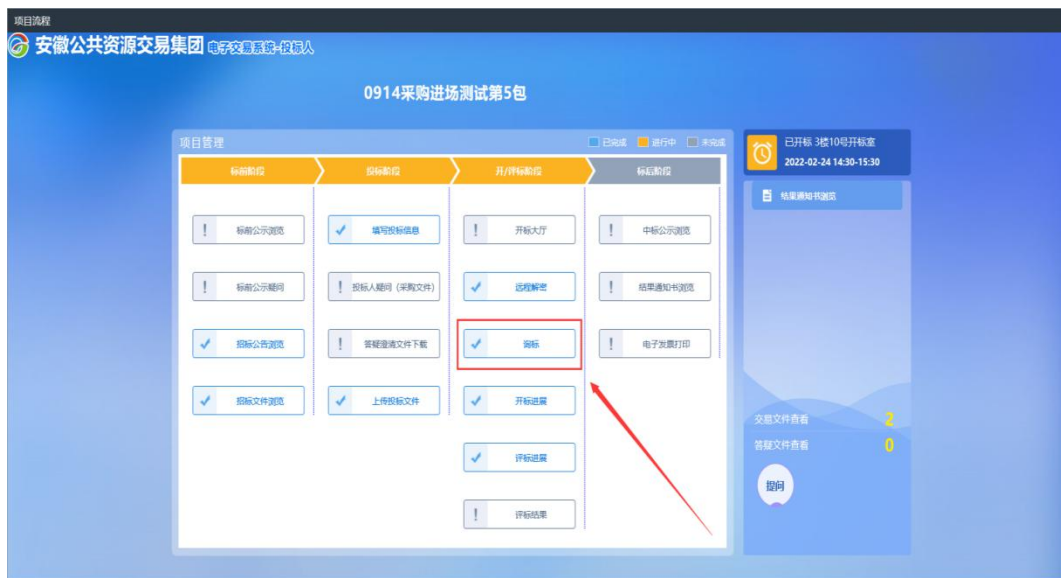 项目流程
安徽公共资源交易集团 电子交易系统-投标人
0914采购进场测试第5包
项目管理
已完成 进行中 未完成
标前阶段 投标阶段 开/评标阶段 标后阶段
标前公示浏览 填写投标信息 开标大厅 中标公示浏览
标前公示疑问 投标人疑问（采购文件） 远程解密 结果通知书浏览
招标公告浏览 答疑澄清文件下载 询标 电子发票打印
招标文件浏览 上传投标文件 开标进展
评标进展
评标结果
已开标 3楼10号开标室
2022-02-24 14:30-15:30
结果通知书浏览
交易文件查看 2
答疑文件查看 0
提问